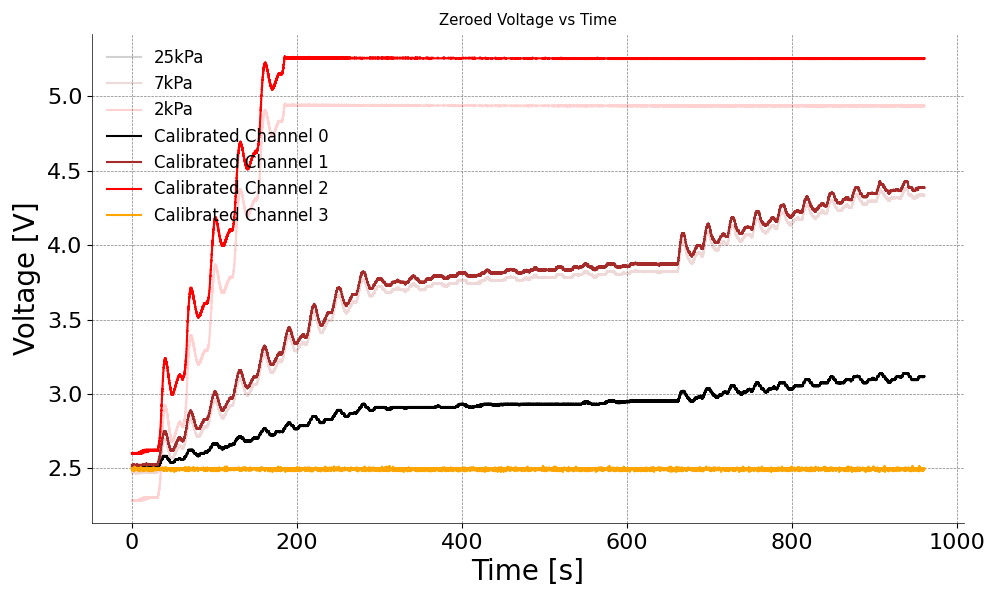 Zeroed Voltage vs Time
25kPa
7kPa
2kPa
Calibrated Channel 0
Calibrated Channel 1
Calibrated Channel 2
Calibrated Channel 3
Voltage [V]
5.0
4.5
4.0
3.5
3.0
2.5
0 200 400 600 800 1000
Time [s]